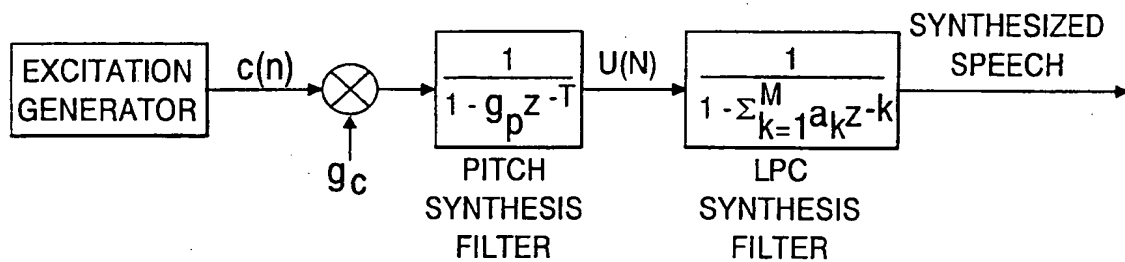 EXCITATION
GENERATOR
c(n)
g_c
1
1 - g_p z^-T
PITCH
SYNTHESIS
FILTER
U(N)
1
1 - Σ_{k=1}^{M} a_k z^-k
LPC
SYNTHESIS
FILTER
SYNTHESIZED
SPEECH